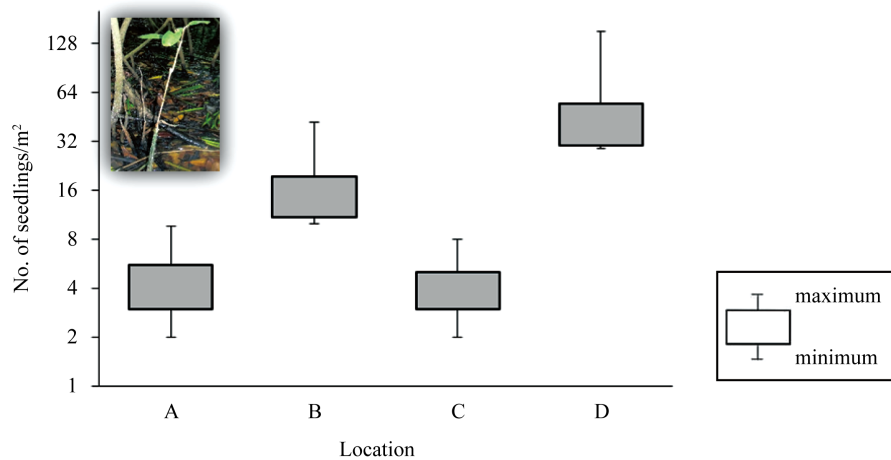 No. of seedlings/m²
128
64
32
16
8
4
2
1
A
B
C
D
Location
maximum
minimum